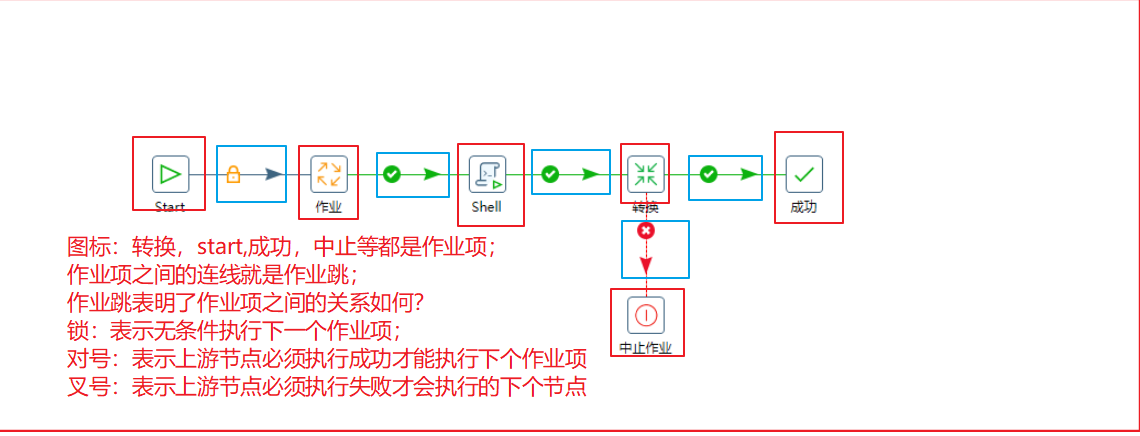 Start
作业
Shell
转换
成功
中止作业
图标：转换，start,成功，中止等都是作业项；
作业项之间的连线就是作业跳；
作业跳表明了作业项之间的关系如何？
锁：表示无条件执行下一个作业项；
对号：表示上游节点必须执行成功才能执行下个作业项
叉号：表示上游节点必须执行失败才会执行的下个节点